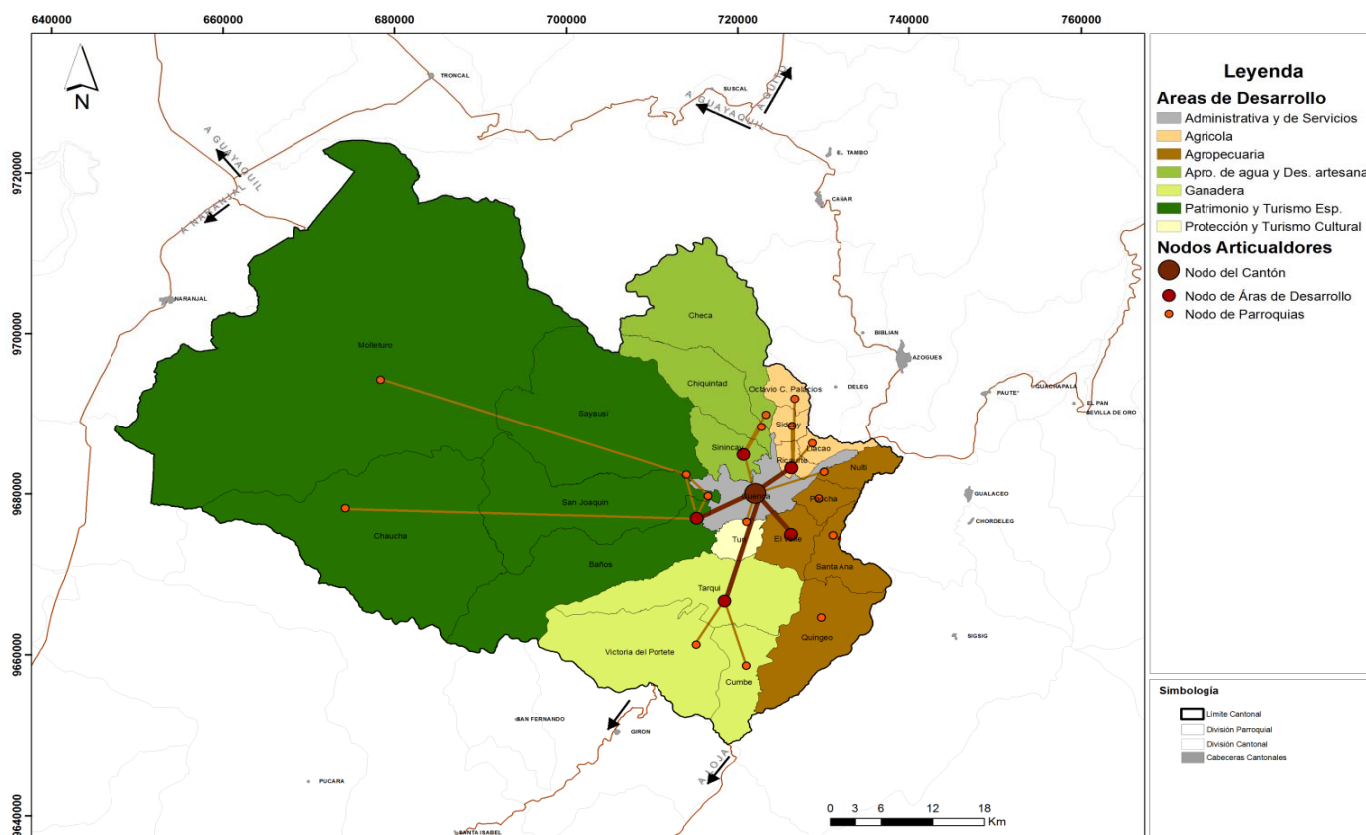 640000
660000
680000
700000
720000
740000
760000
9720000
9700000
9680000
9660000
9640000
N
TRONCAL
SUSCAL
A QUITO
A GUAYAQUIL
A GUAYAQUIL
A NARANJAL
EL TAMBO
CAÑAR
NARANJAL
BIBLIAN
AZOGUES
DELEG
PAUTE
GUACHAPALA
EL PAN
SEVILLA DE ORO
GUALACEO
CHORDELEG
SIGSIG
SAN FERNANDO
GIRON
PUCARA
SANTA ISABEL
A LOJA
Molleturo
Checa
Chiquintad
Octavio C. Palacios
Sayausi
Sidcay
Sinincay
Llacao
Ricaurte
Nulti
San Joaquin
Cuenca
Paccha
Chaucha
Turi
El Valle
Baños
Santa Ana
Tarqui
Quingeo
Victoria del Portete
Cumbe
0 3 6 12 18
Km
Leyenda
Areas de Desarrollo
Administrativa y de Servicios
Agricola
Agropecuaria
Apro. de agua y Des. artesana
Ganadera
Patrimonio y Turismo Esp.
Protección y Turismo Cultural
Nodos Articualdores
Nodo del Cantón
Nodo de Áras de Desarrollo
Nodo de Parroquias
Simbología
Limite Cantonal
División Parroquial
División Cantonal
Cabeceras Cantonales